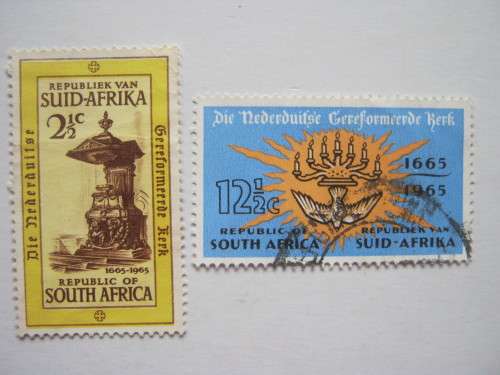 REPUBLIEK VAN
SUID-AFRIKA
2½c
Die Nederduitse
Gereformeerde Kerk
1665-1965
REPUBLIC OF
SOUTH AFRICA
Die Nederduitse Gereformeerde Kerk
1665
1965
12½c
REPUBLIC OF
SOUTH AFRICA
REPUBLIEK VAN
SUID-AFRIKA